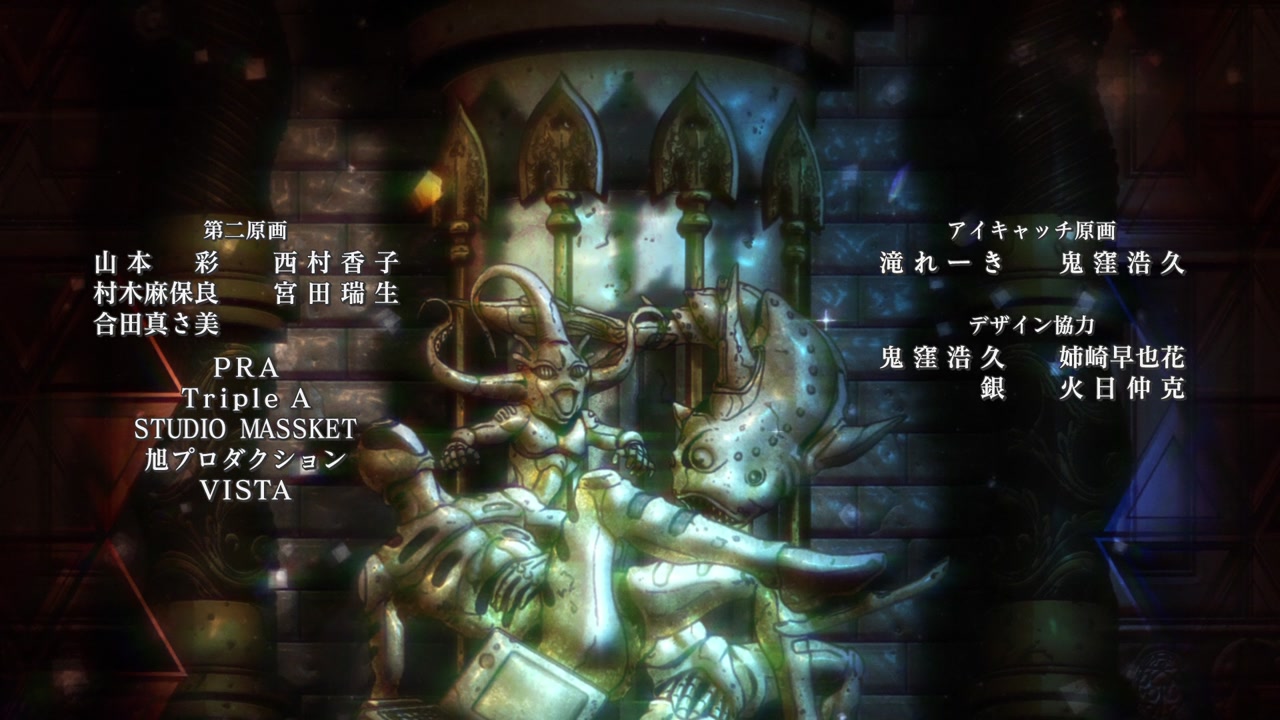 第二原画
山本 彩 西村香子
村木麻保良 宮田瑞生
合田真さ美
PRA
Triple A
STUDIO MASSKET
旭プロダクション
VISTA
アイキャッチ原画
滝れーき 鬼窪浩久
デザイン協力
鬼窪浩久 姉崎早也花
銀 火日仲克